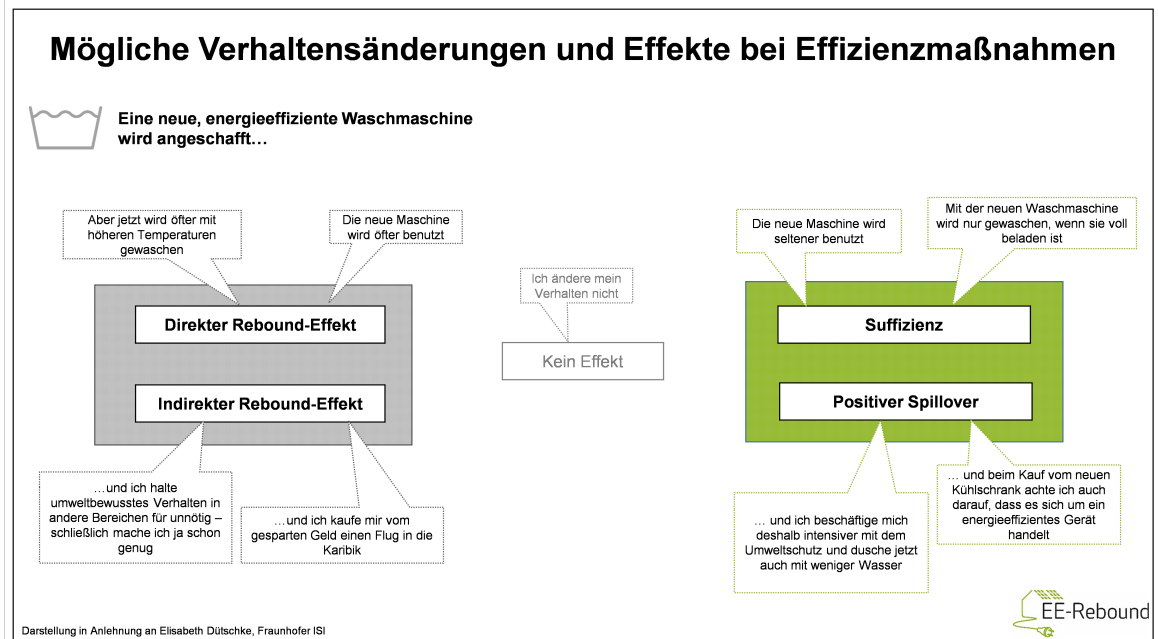 Mögliche Verhaltensänderungen und Effekte bei Effizienzmaßnahmen
Eine neue, energieeffiziente Waschmaschine
wird angeschafft…
Aber jetzt wird öfter mit
höheren Temperaturen
gewaschen
Die neue Maschine
wird öfter benutzt
Direkter Rebound-Effekt
Indirekter Rebound-Effekt
…und ich halte
umweltbewusstes Verhalten in
andere Bereichen für unnötig –
schließlich mache ich ja schon
genug
…und ich kaufe mir vom
gesparten Geld einen Flug in die
Karibik
Ich ändere mein
Verhalten nicht
Kein Effekt
Die neue Maschine wird
seltener benutzt
Mit der neuen Waschmaschine
wird nur gewaschen, wenn sie voll
beladen ist
Suffizienz
Positiver Spillover
… und ich beschäftige mich
deshalb intensiver mit dem
Umweltschutz und dusche jetzt
auch mit weniger Wasser
… und beim Kauf vom neuen
Kühlschrank achte ich auch
darauf, dass es sich um ein
energieeffizientes Gerät
handelt
EE-Rebound
Darstellung in Anlehnung an Elisabeth Dütschke, Fraunhofer ISI